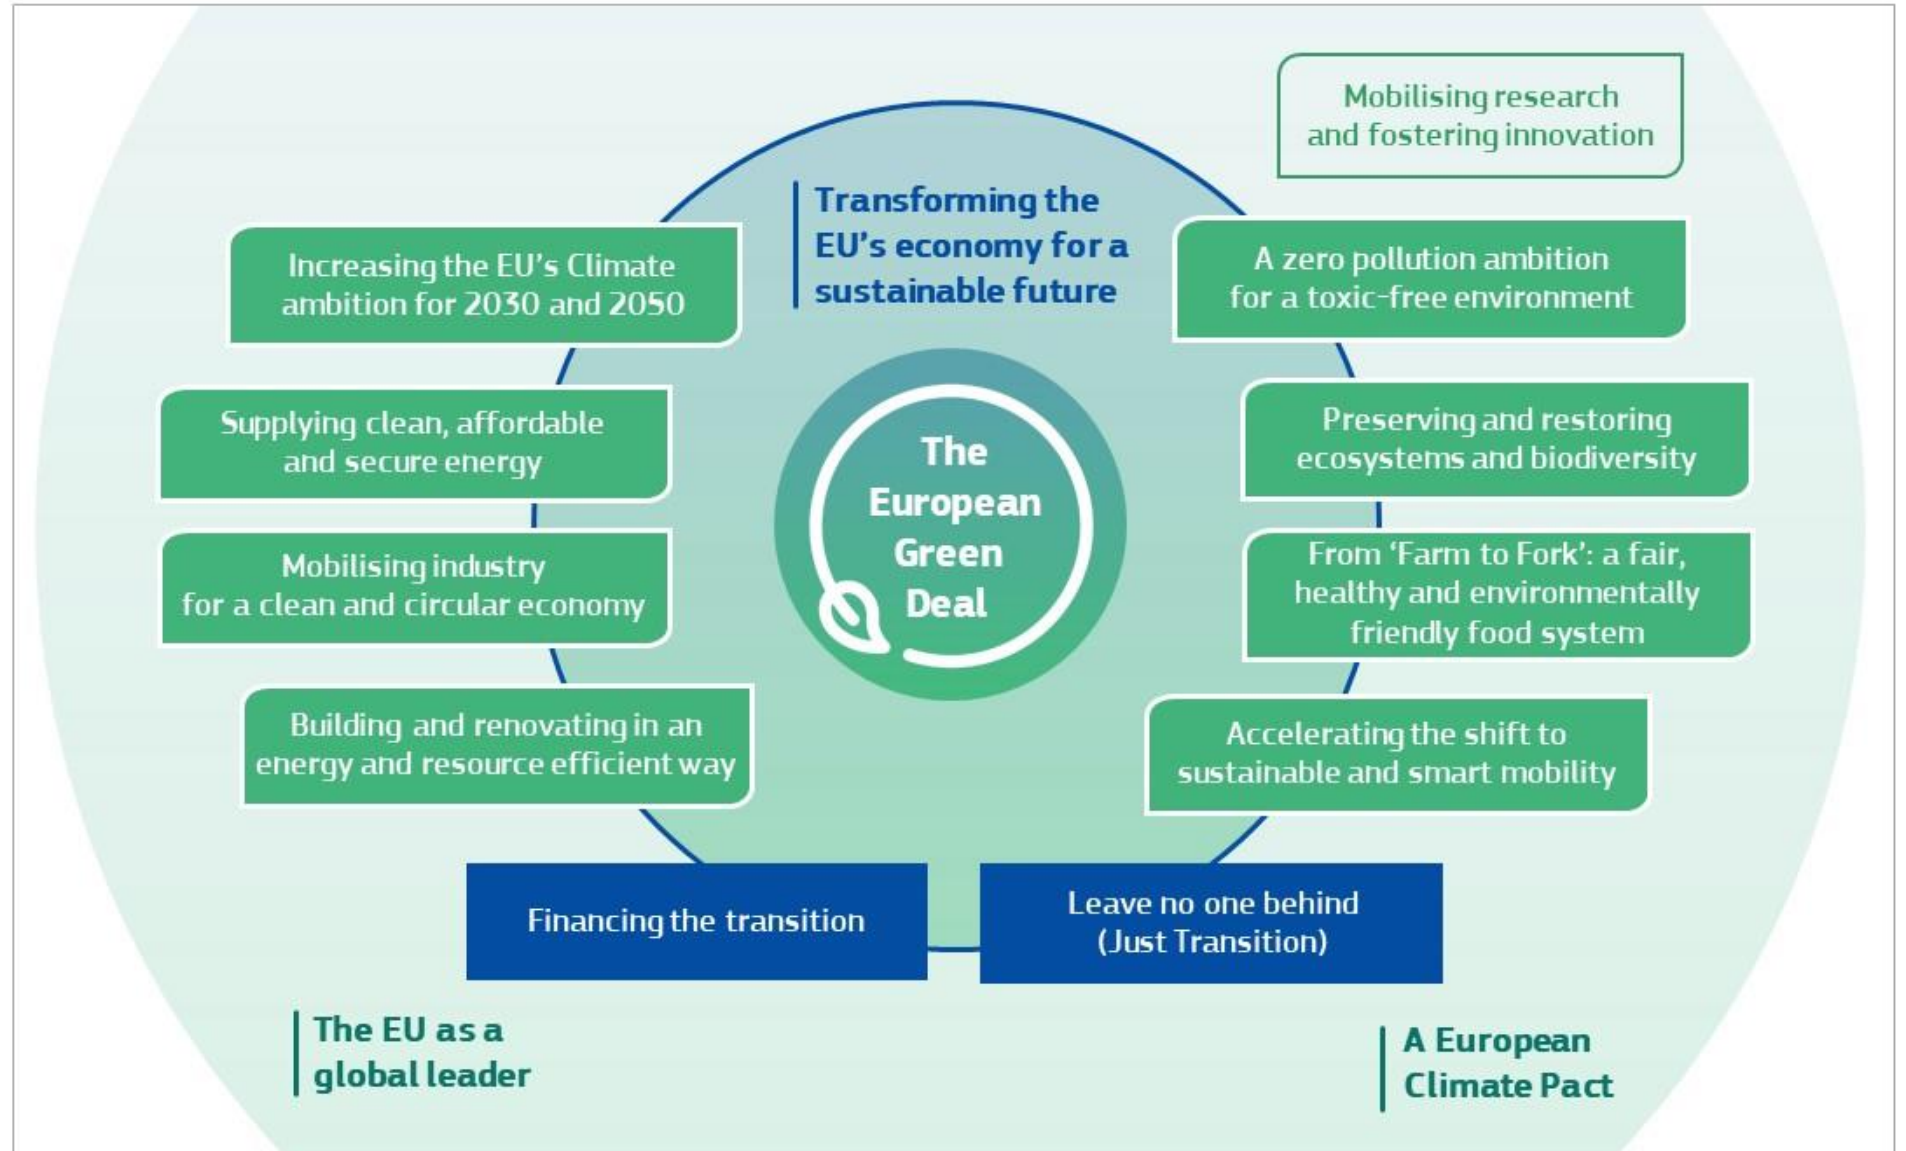 Mobilising research
and fostering innovation
Transforming the
EU's economy for a
sustainable future
Increasing the EU's Climate
ambition for 2030 and 2050
A zero pollution ambition
for a toxic-free environment
Supplying clean, affordable
and secure energy
Preserving and restoring
ecosystems and biodiversity
The
European
Green
Deal
Mobilising industry
for a clean and circular economy
From ‘Farm to Fork’: a fair,
healthy and environmentally
friendly food system
Building and renovating in an
energy and resource efficient way
Accelerating the shift to
sustainable and smart mobility
Financing the transition
Leave no one behind
(Just Transition)
The EU as a
global leader
A European
Climate Pact